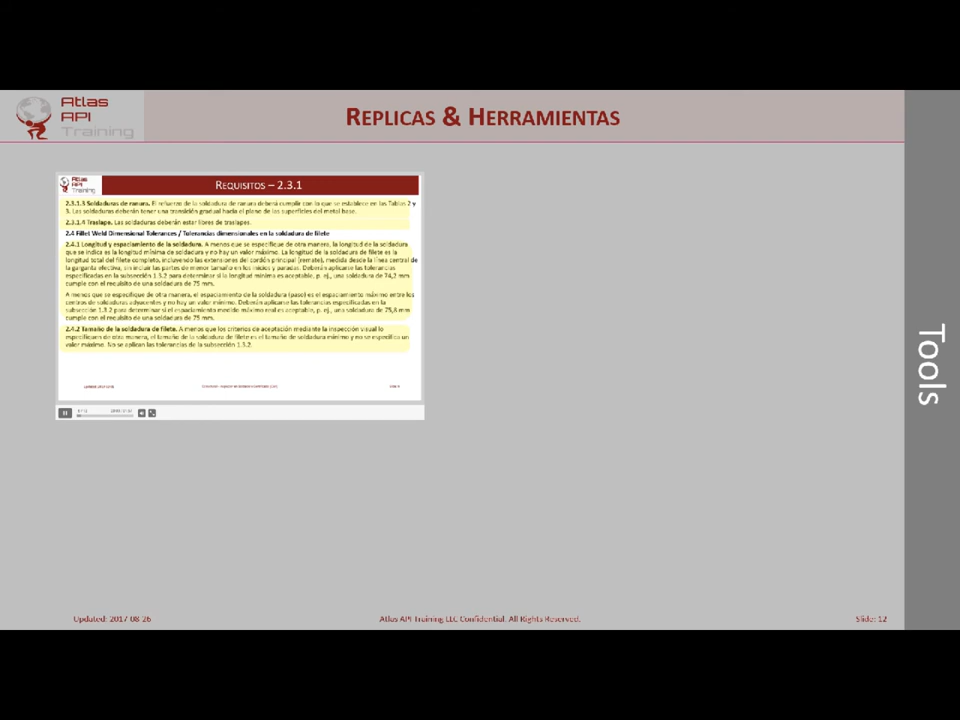 Atlas
API
Training
REPLICAS & HERRAMIENTAS
Atlas
API
Training
REQUISITOS – 2.3.1
2.3.1.3 Soldaduras de ranura. El refuerzo de la soldadura de ranura deberá cumplir con lo que se establece en las Tablas 2 y
3. Las soldaduras deberán tener una transición gradual hacia el plano de las superficies del metal base.
2.3.1.4 Traslape. Las soldaduras deberán estar libres de traslapes.
2.4 Fillet Weld Dimensional Tolerances / Tolerancias dimensionales en la soldadura de filete
2.4.1 Longitud y espaciamiento de la soldadura. A menos que se especifique de otra manera, la longitud de la soldadura
que se indica es la longitud mínima de soldadura y no hay un valor máximo. La longitud de la soldadura de filete es la
longitud total del filete completo, incluyendo las extensiones del cordón principal (remate), medida desde la línea central de
la garganta efectiva, sin incluir las partes de menor tamaño en los inicios y paradas. Deberán aplicarse las tolerancias
especificadas en la subsección 1.3.2 para determinar si la longitud mínima es aceptable, p. ej., una soldadura de 74,2 mm
cumple con el requisito de una soldadura de 75 mm.
A menos que se especifique de otra manera, el espaciamiento de la soldadura (paso) es el espaciamiento máximo entre los
centros de soldaduras adyacentes y no hay un valor mínimo. Deberán aplicarse las tolerancias especificadas en la
subsección 1.3.2 para determinar si el espaciamiento medido máximo real es aceptable, p. ej., una soldadura de 75,8 mm
cumple con el requisito de una soldadura de 75 mm.
2.4.2 Tamaño de la soldadura de filete. A menos que los criterios de aceptación mediante la inspección visual lo
especifiquen de otra manera, el tamaño de la soldadura de filete es el tamaño de soldadura mínimo y no se especifica un
valor máximo. No se aplican las tolerancias de la subsección 1.3.2.
Tools
Updated: 2017-08-26
Atlas API Training LLC Confidential. All Rights Reserved.
Slide: 12